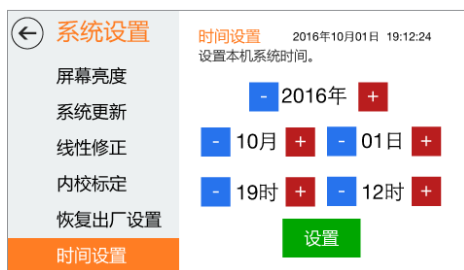 系统设置
屏幕亮度
系统更新
线性修正
内校标定
恢复出厂设置
时间设置
时间设置 2016年10月01日 19:12:24
设置本机系统时间。
- 2016年 +
- 10月 + - 01日 +
- 19时 + - 12时 +
设置